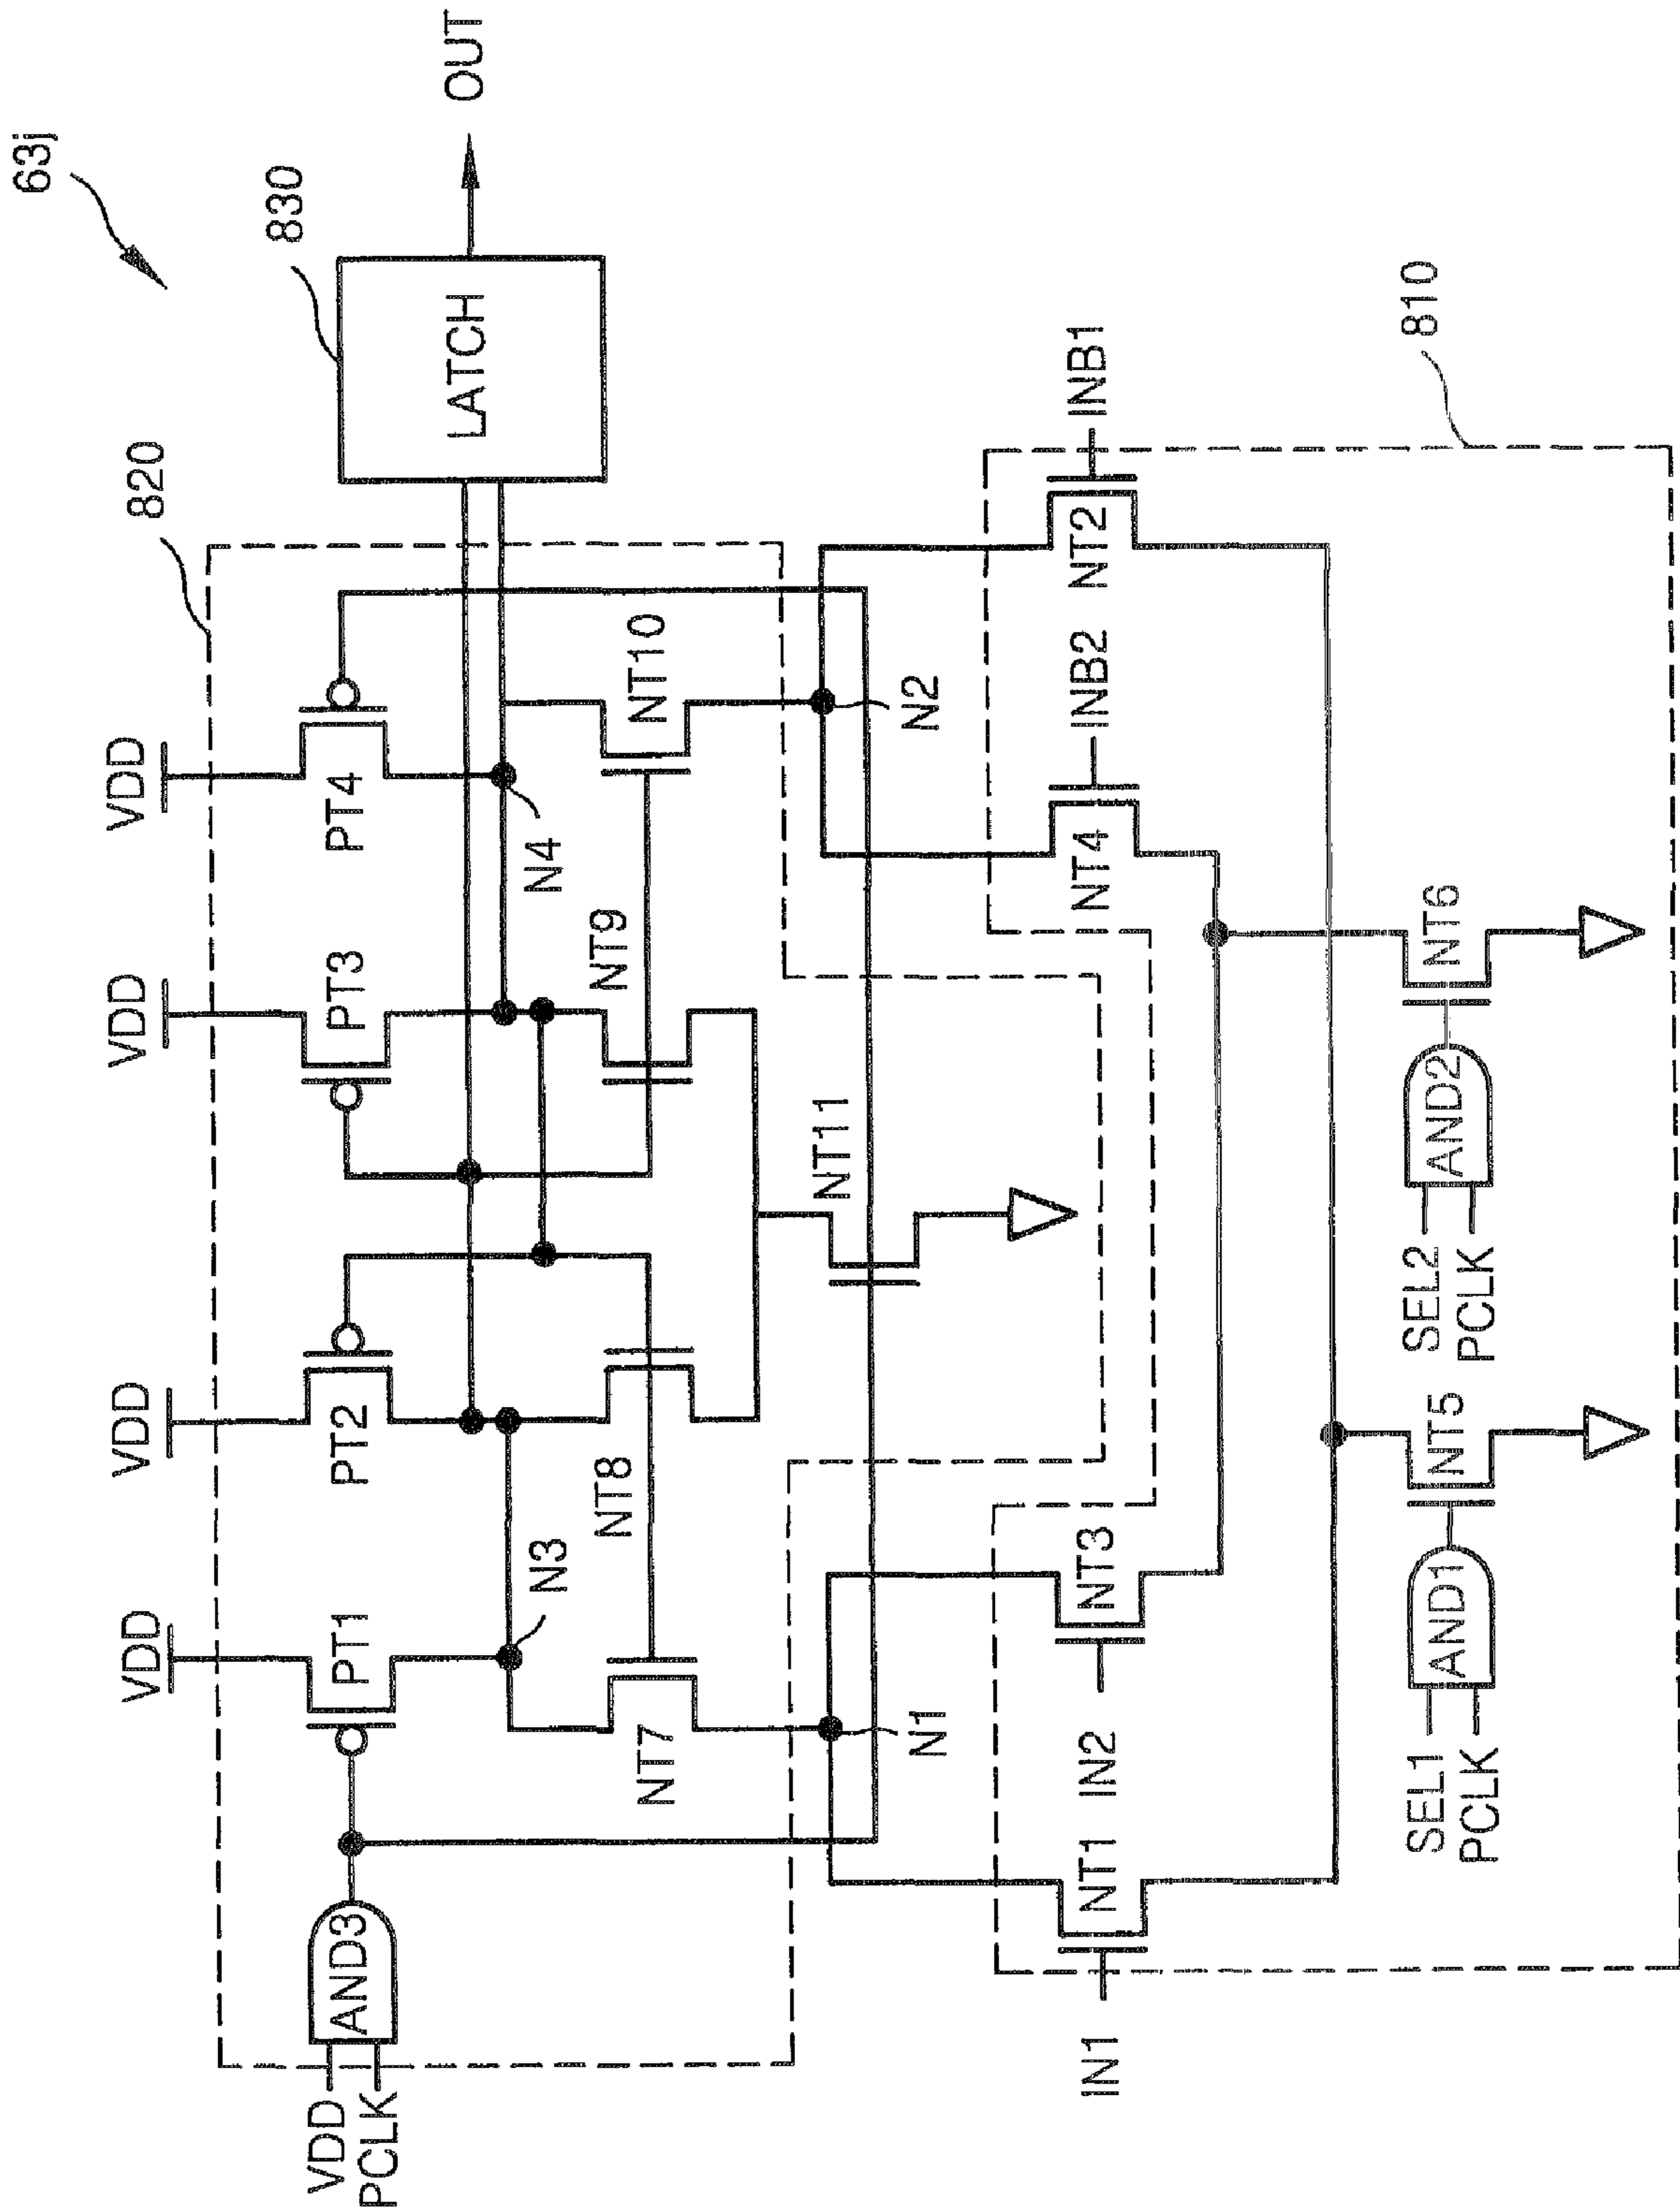 63j
820
830
VDD
VDD
VDD
VDD
VDD
PCLK
AND3
PT1
PT2
PT3
PT4
LATCH
OUT
N3
N4
NT7
NT8
NT9
NT10
N1
NT11
N2
IN1
NT1
IN2
NT3
NT4
INB2
NT2
INB1
810
SEL1
PCLK
AND1
NT5
SEL2
PCLK
AND2
NT6